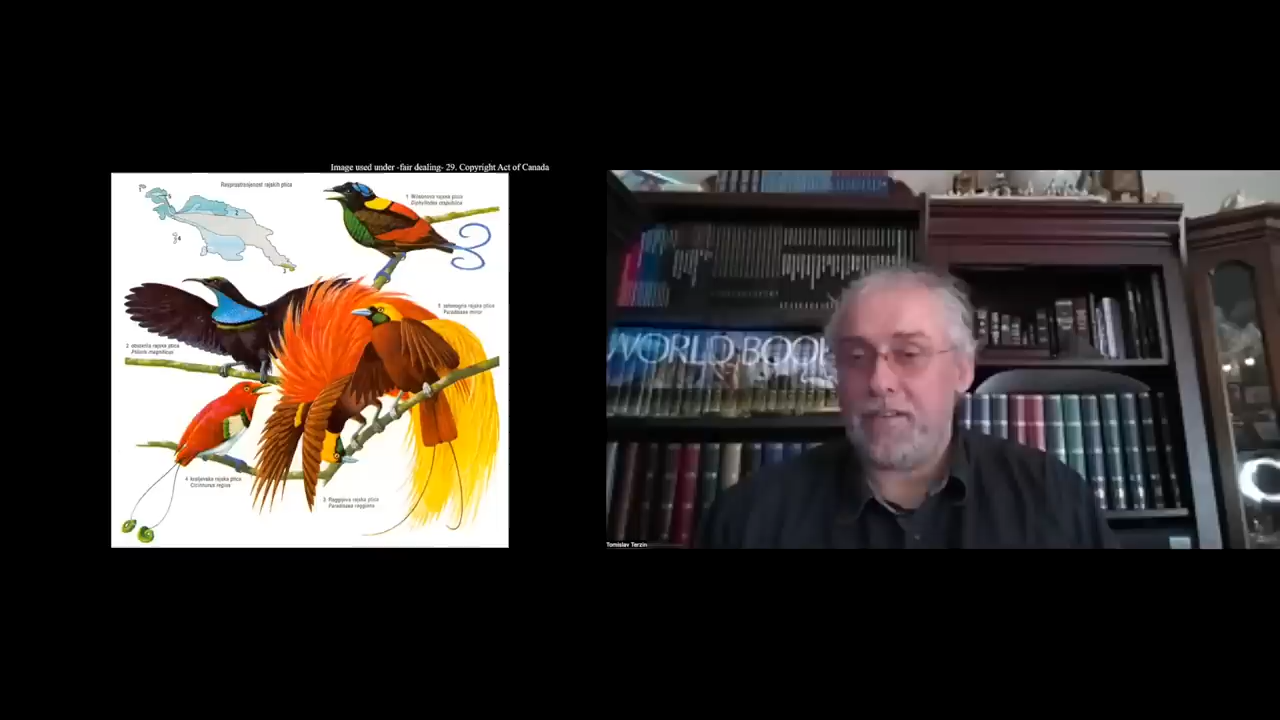 Image used under -fair dealing- 29. Copyright Act of Canada
Rasprostranjenost rajskih ptica
1 Wilsonova rajska ptica
Diphyllodes respublica
5 zelenogrla rajska ptica
Paradisaea minor
2
rajska ptica
Ptiloris magnificus
4 kraljevska rajska ptica
Cicinnurus regius
3 Raggijeva rajska ptica
Paradisaea raggiana
WORLD BOOK
Tomislav Terzin